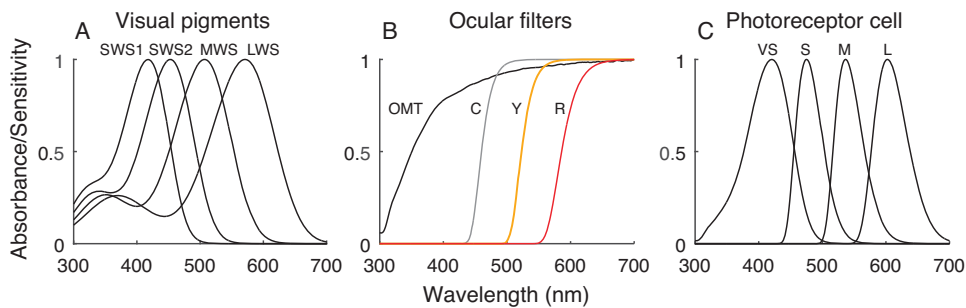 Visual pigments
Ocular filters
Photoreceptor cell
A
SWS1 SWS2 MWS LWS
B
OMT
C
Y
R
C
VS
S
M
L
Absorbance/Sensitivity
1
0.5
0
300 400 500 600 700
1
0.5
0
300 400 500 600 700
1
0.5
0
300 400 500 600 700
Wavelength (nm)